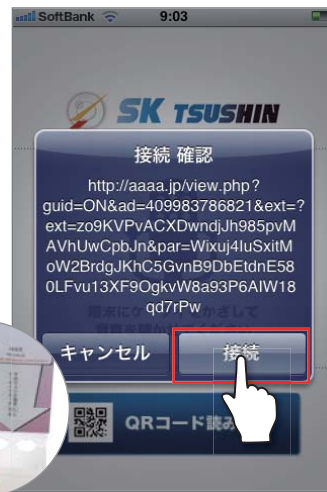 SoftBank 9:03
SK TSUSHIN
接続 確認
http://aaaa.jp/view.php?
guid=ON&ad=409983786821&ext=?
ext=zo9KVPvACXDwndjJh985pvM
AVhUwCpbJn&par=Wixuj4IuSxitM
oW2BrdgJKhC5GvnB9DbEtdnE58
0LFvu13XF9OgkvW8a93P6AIW18
qd7rPw
キャンセル 接続
QRコード読み